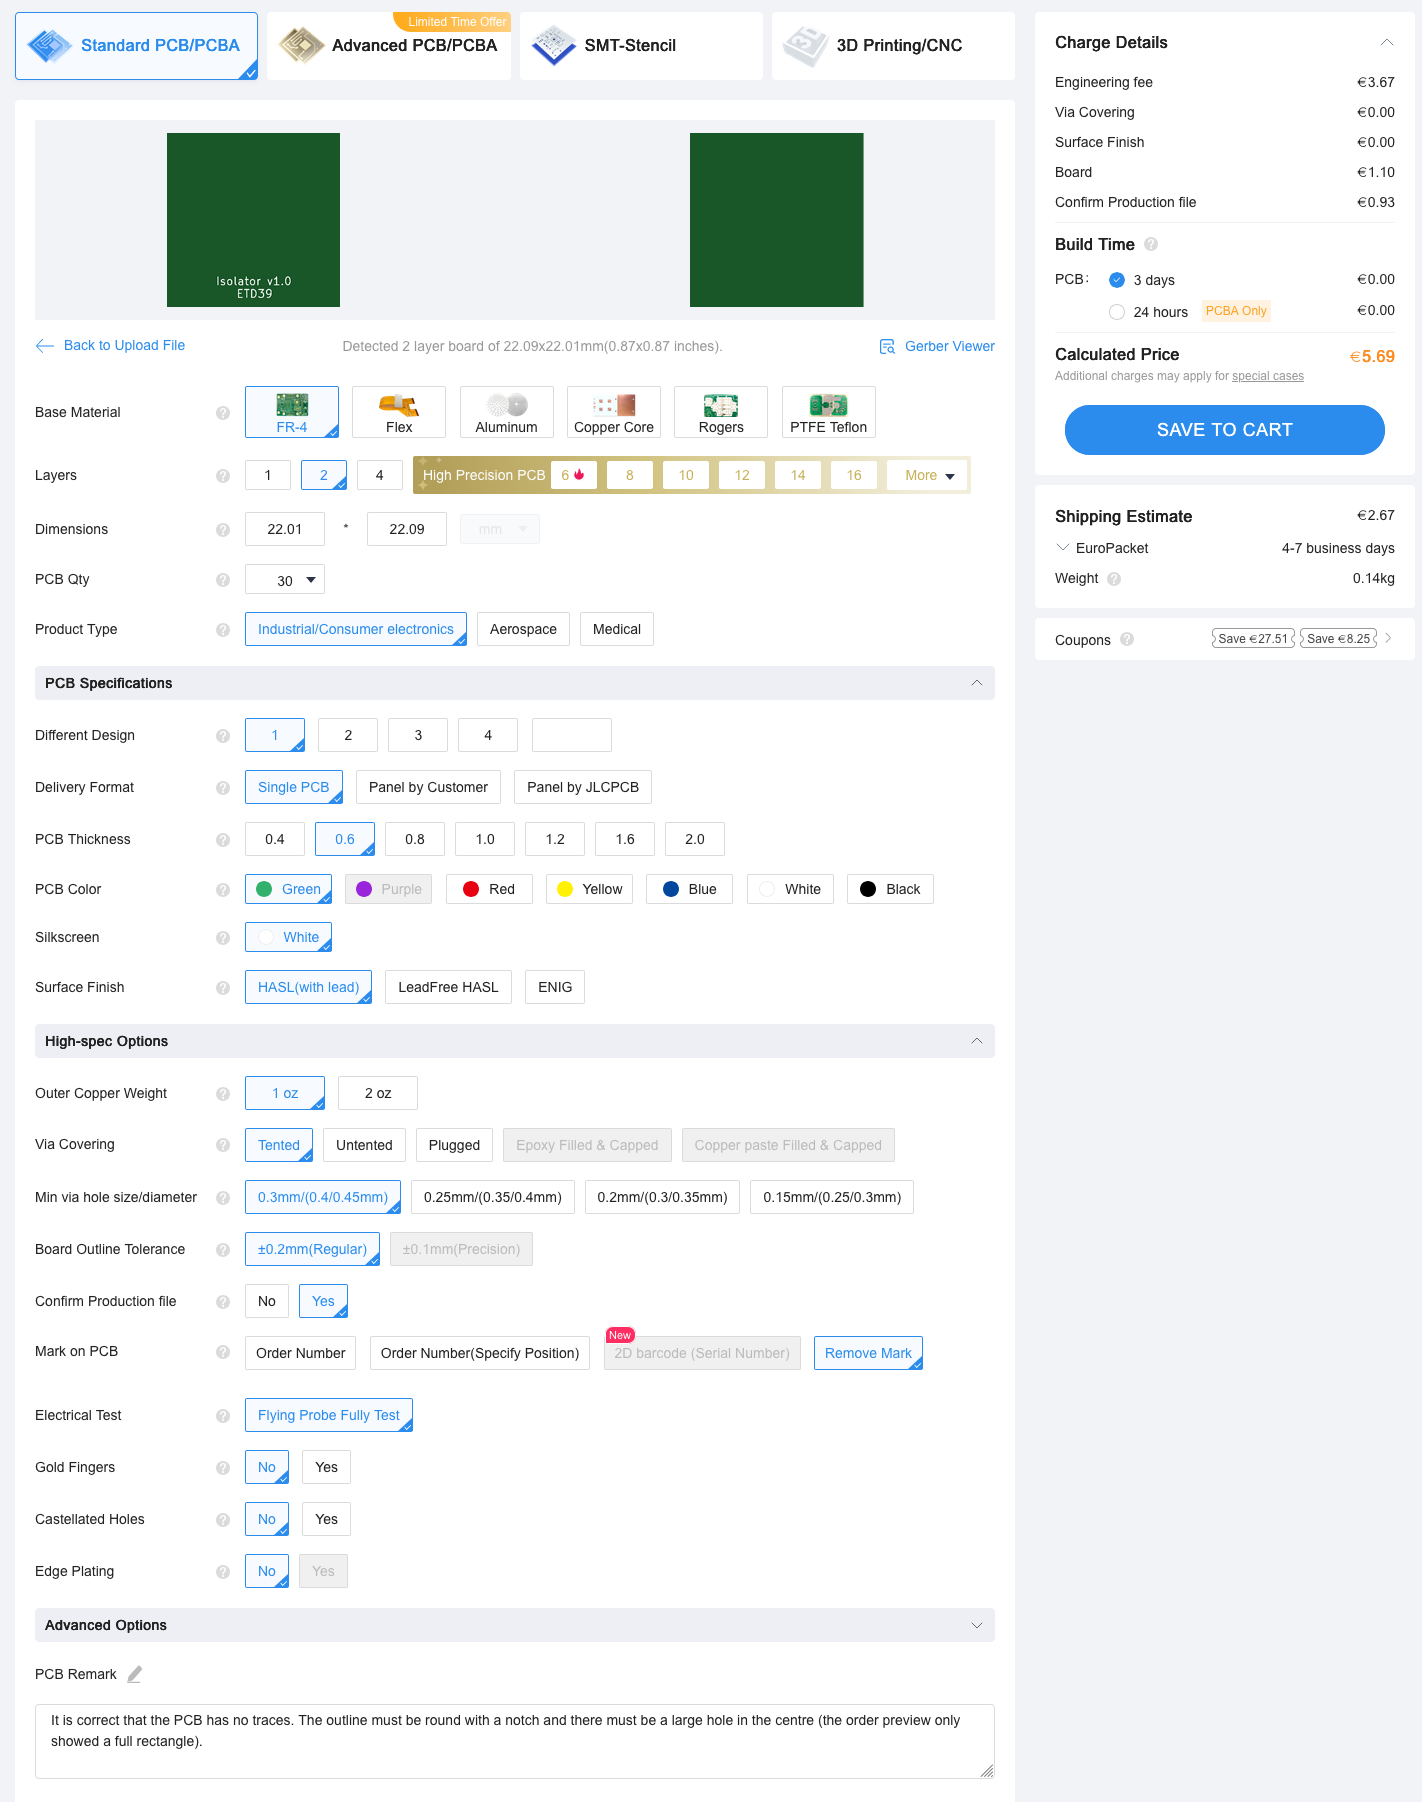 Standard PCB/PCBA
Limited Time Offer
Advanced PCB/PCBA
SMT-Stencil
3D Printing/CNC
Isolator v1.0
ETD39
Back to Upload File
Detected 2 layer board of 22.09x22.01mm(0.87x0.87 inches).
Gerber Viewer
Base Material ? FR-4 Flex Aluminum Copper Core Rogers PTFE Teflon
Layers ? 1 2 4 High Precision PCB 6 8 10 12 14 16 More
Dimensions ? 22.01 * 22.09 mm
PCB Qty ? 30
Product Type ? Industrial/Consumer electronics Aerospace Medical
PCB Specifications
Different Design ? 1 2 3 4
Delivery Format ? Single PCB Panel by Customer Panel by JLCPCB
PCB Thickness ? 0.4 0.6 0.8 1.0 1.2 1.6 2.0
PCB Color ? Green Purple Red Yellow Blue White Black
Silkscreen ? White
Surface Finish ? HASL(with lead) LeadFree HASL ENIG
High-spec Options
Outer Copper Weight ? 1 oz 2 oz
Via Covering ? Tented Untented Plugged Epoxy Filled & Capped Copper paste Filled & Capped
Min via hole size/diameter ? 0.3mm/(0.4/0.45mm) 0.25mm/(0.35/0.4mm) 0.2mm/(0.3/0.35mm) 0.15mm/(0.25/0.3mm)
Board Outline Tolerance ? ±0.2mm(Regular) ±0.1mm(Precision)
Confirm Production file ? No Yes
New
Mark on PCB ? Order Number Order Number(Specify Position) 2D barcode (Serial Number) Remove Mark
Electrical Test ? Flying Probe Fully Test
Gold Fingers ? No Yes
Castellated Holes ? No Yes
Edge Plating ? No Yes
Advanced Options
PCB Remark
It is correct that the PCB has no traces. The outline must be round with a notch and there must be a large hole in the centre (the order preview only
showed a full rectangle).
Charge Details
Engineering fee €3.67
Via Covering €0.00
Surface Finish €0.00
Board €1.10
Confirm Production file €0.93
Build Time ?
PCB: 3 days €0.00
24 hours PCBA Only €0.00
Calculated Price €5.69
Additional charges may apply for special cases
SAVE TO CART
Shipping Estimate €2.67
EuroPacket 4-7 business days
Weight ? 0.14kg
Coupons ? Save €27.51 Save €8.25